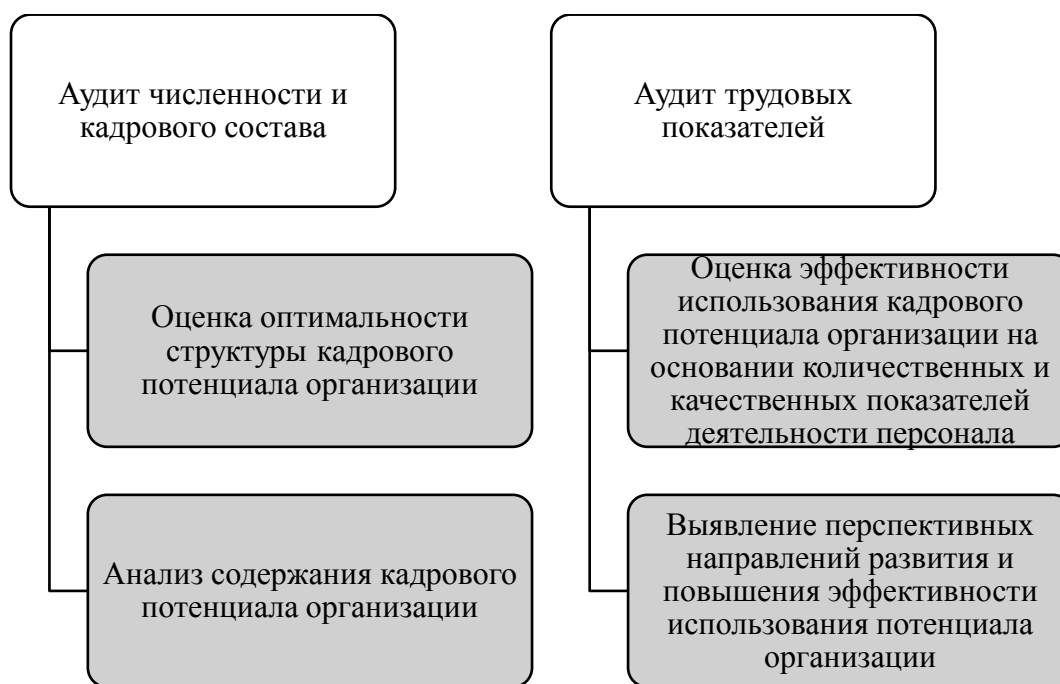 Аудит численности и
кадрового состава
Оценка оптимальности
структуры кадрового
потенциала организации
Анализ содержания кадрового
потенциала организации
Аудит трудовых
показателей
Оценка эффективности
использования кадрового
потенциала организации на
основании количественных и
качественных показателей
деятельности персонала
Выявление перспективных
направлений развития и
повышения эффективности
использования потенциала
организации